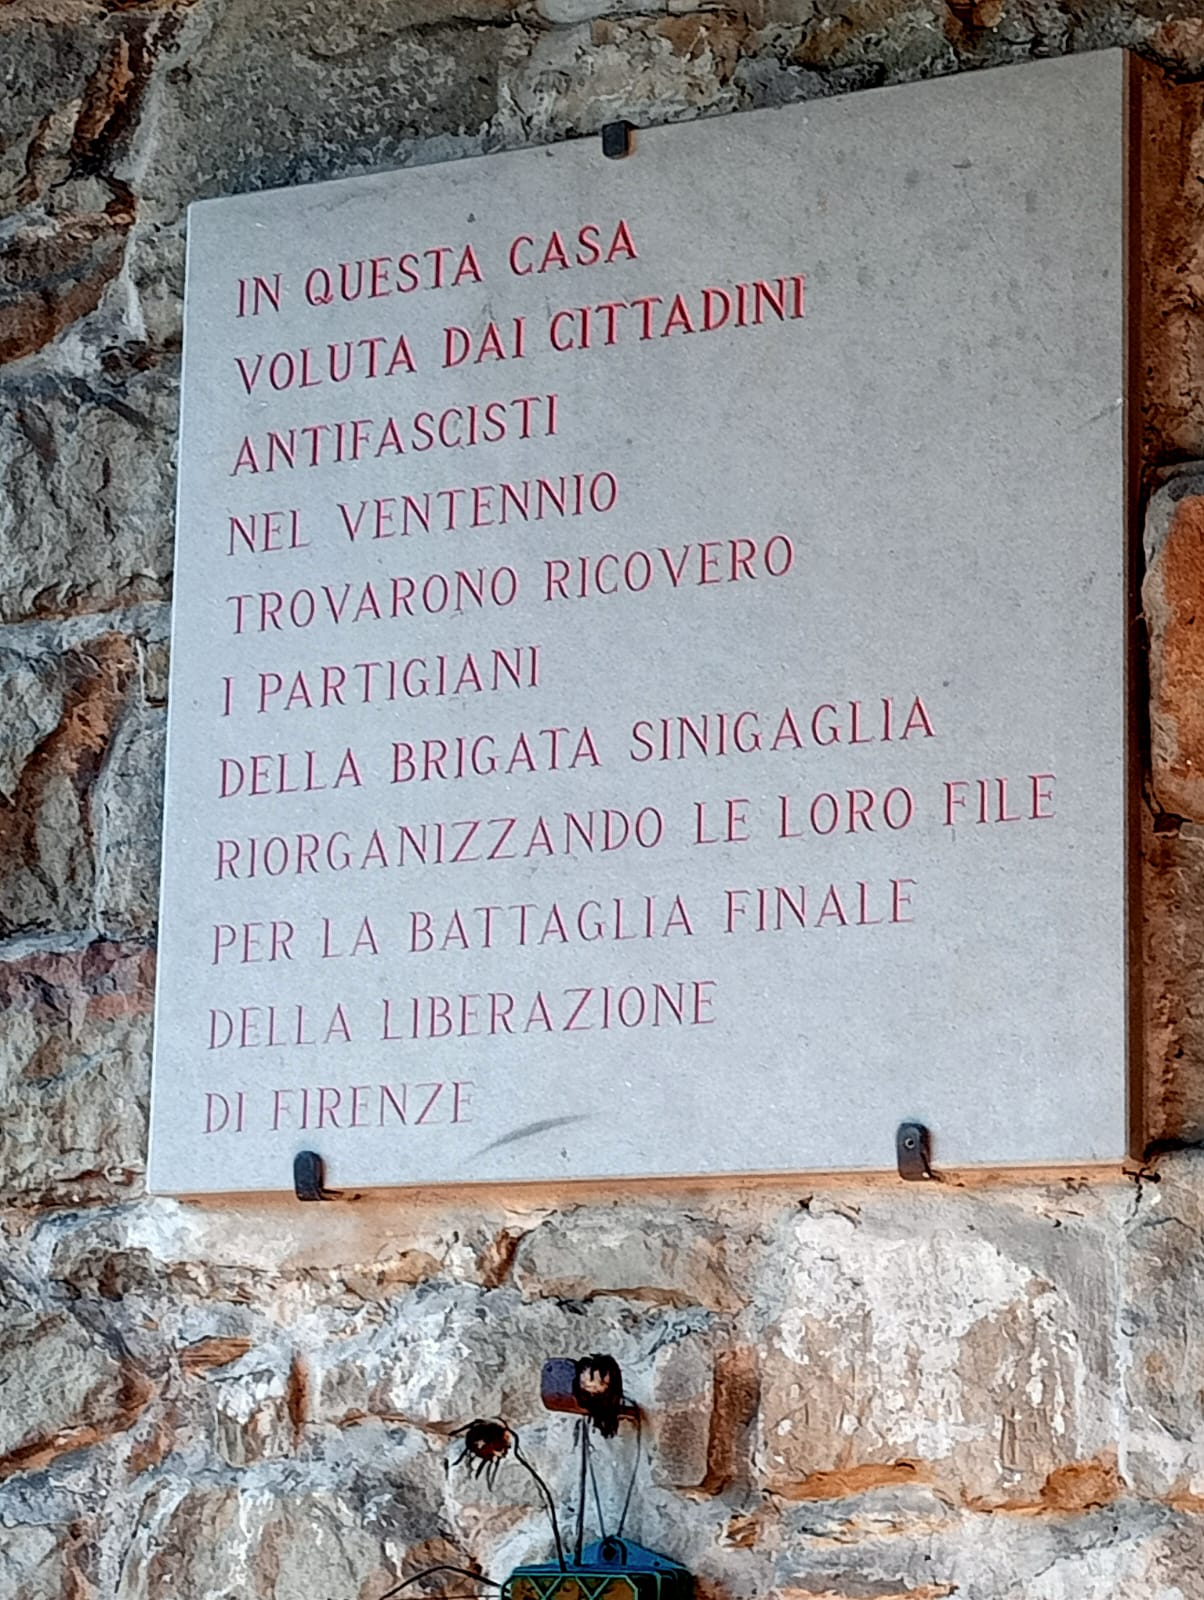 IN QUESTA CASA
VOLUTA DAI CITTADINI
ANTIFASCISTI
NEL VENTENNIO
TROVARONO RICOVERO
I PARTIGIANI
DELLA BRIGATA SINIGAGLIA
RIORGANIZZANDO LE LORO FILE
PER LA BATTAGLIA FINALE
DELLA LIBERAZIONE
DI FIRENZE